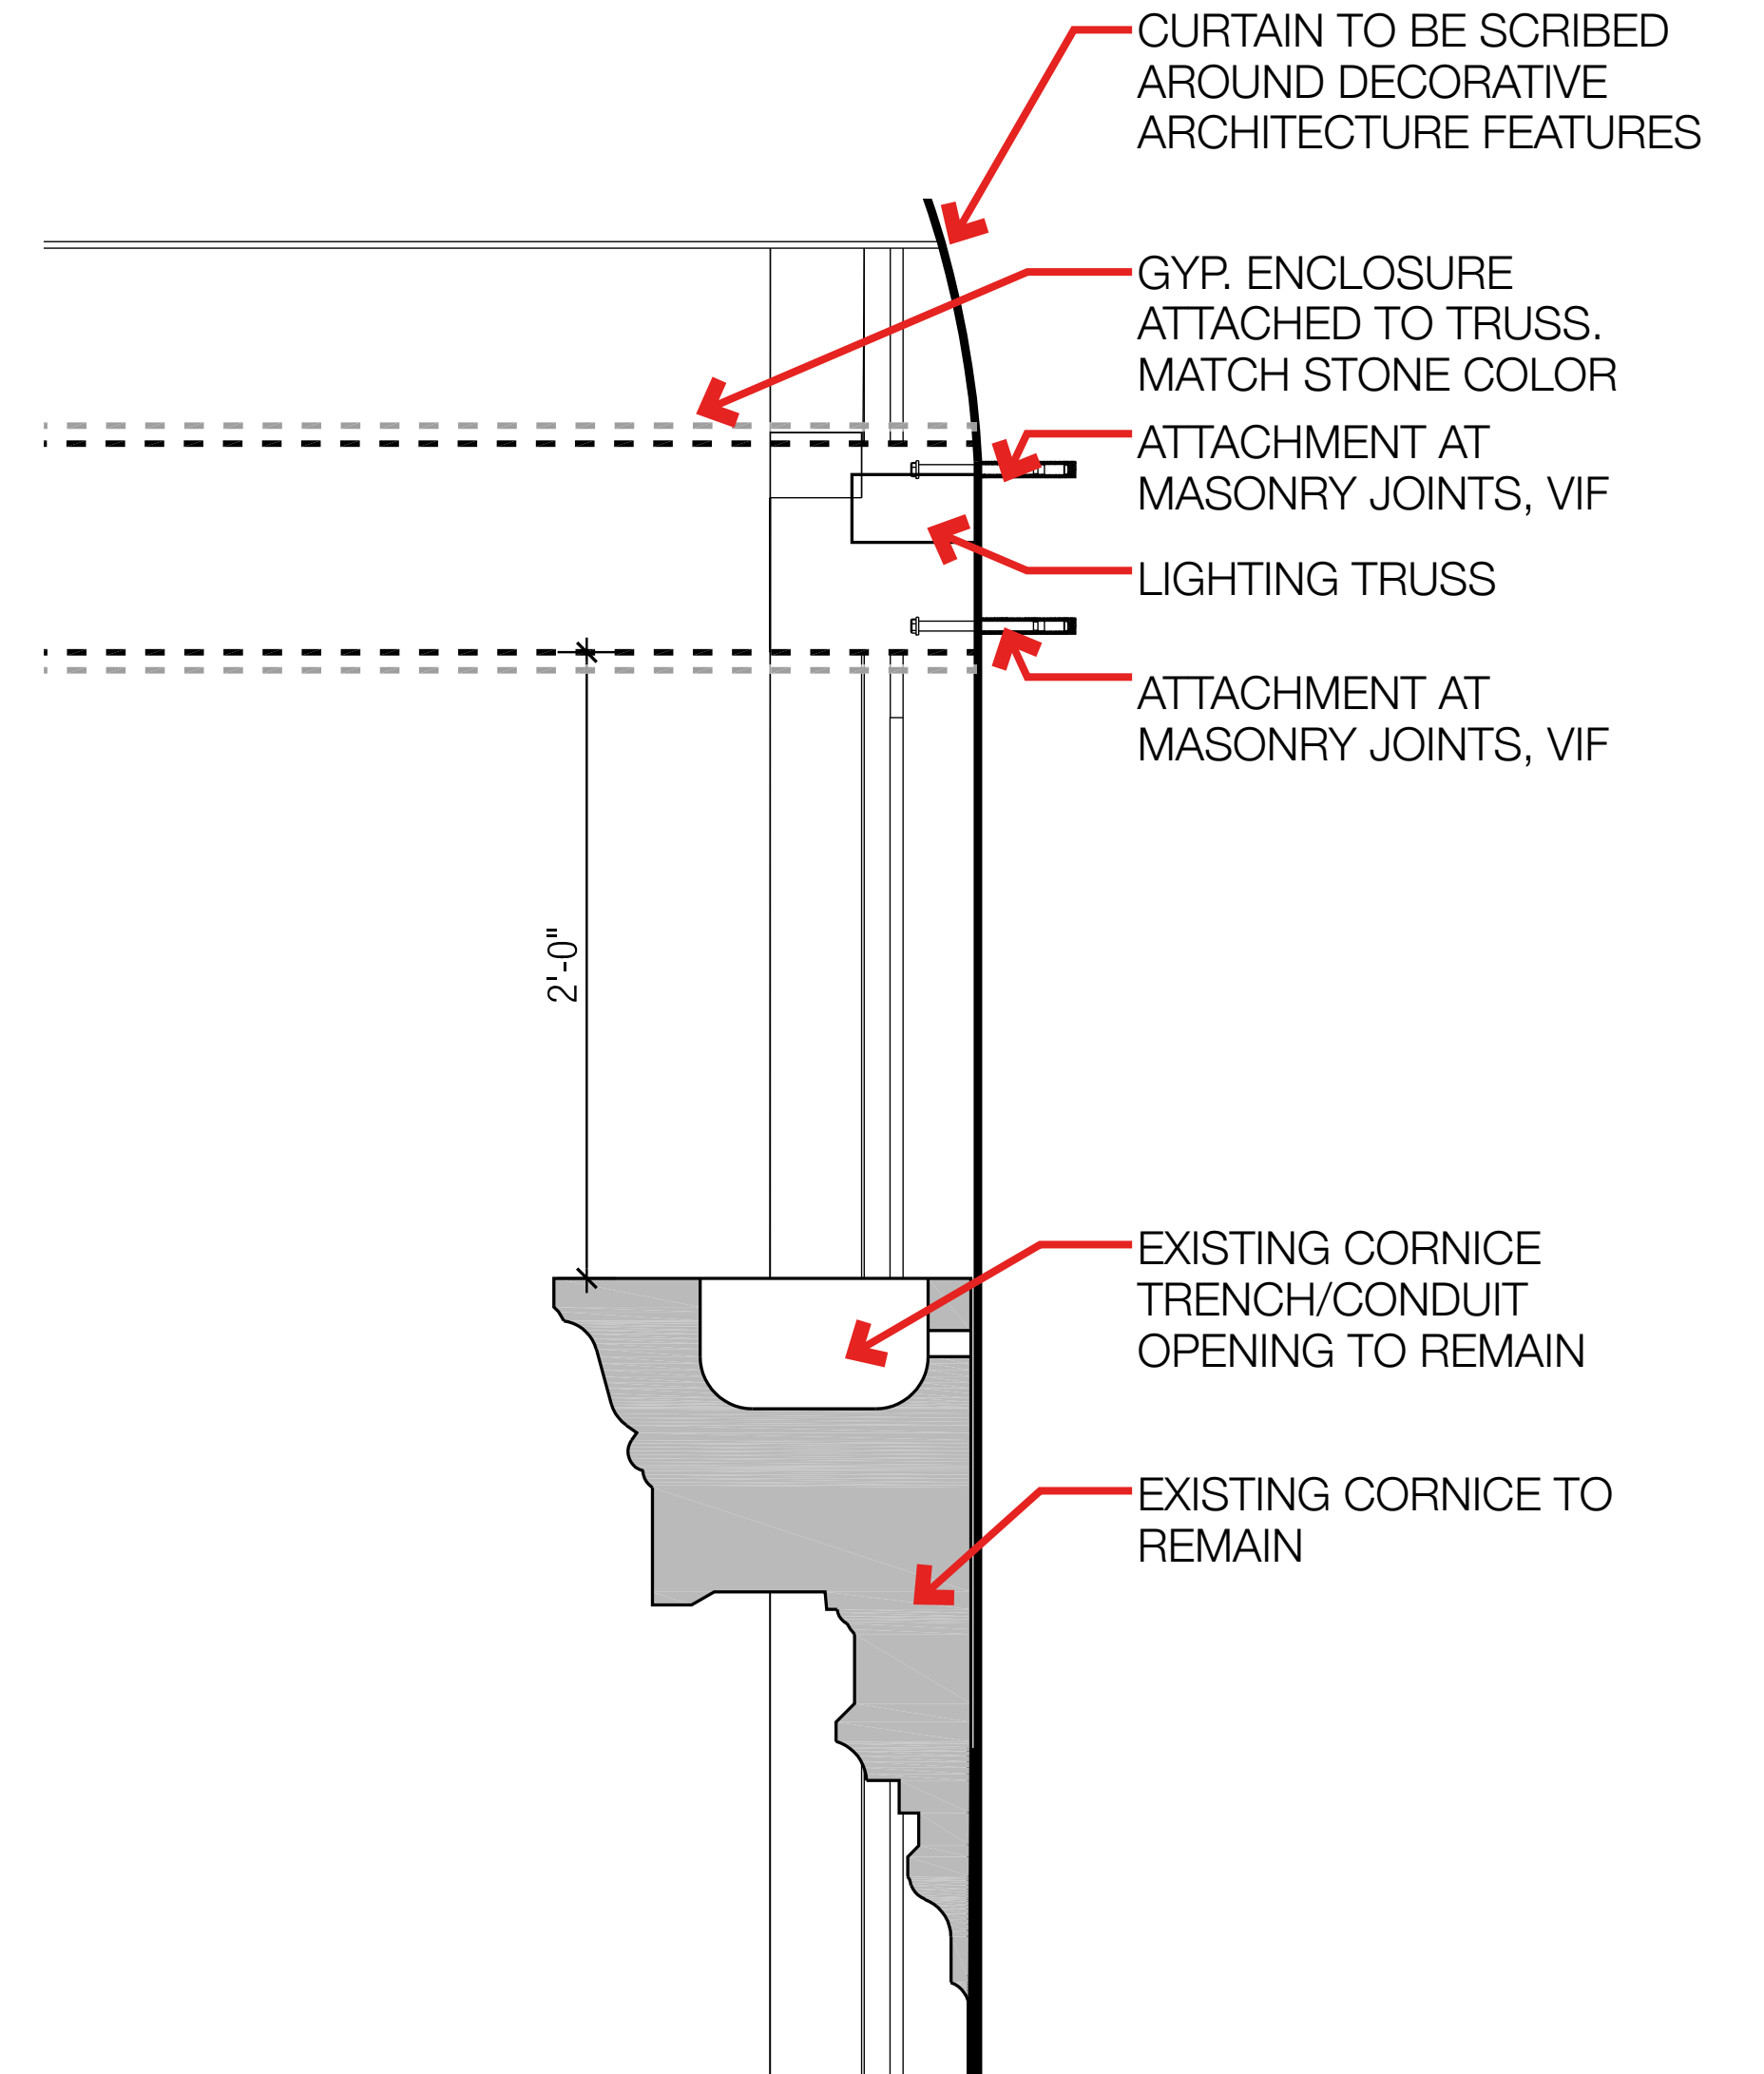 CURTAIN TO BE SCRIBED
AROUND DECORATIVE
ARCHITECTURE FEATURES
GYP. ENCLOSURE
ATTACHED TO TRUSS.
MATCH STONE COLOR
ATTACHMENT AT
MASONRY JOINTS, VIF
LIGHTING TRUSS
ATTACHMENT AT
MASONRY JOINTS, VIF
2'-0"
EXISTING CORNICE
TRENCH/CONDUIT
OPENING TO REMAIN
EXISTING CORNICE TO
REMAIN